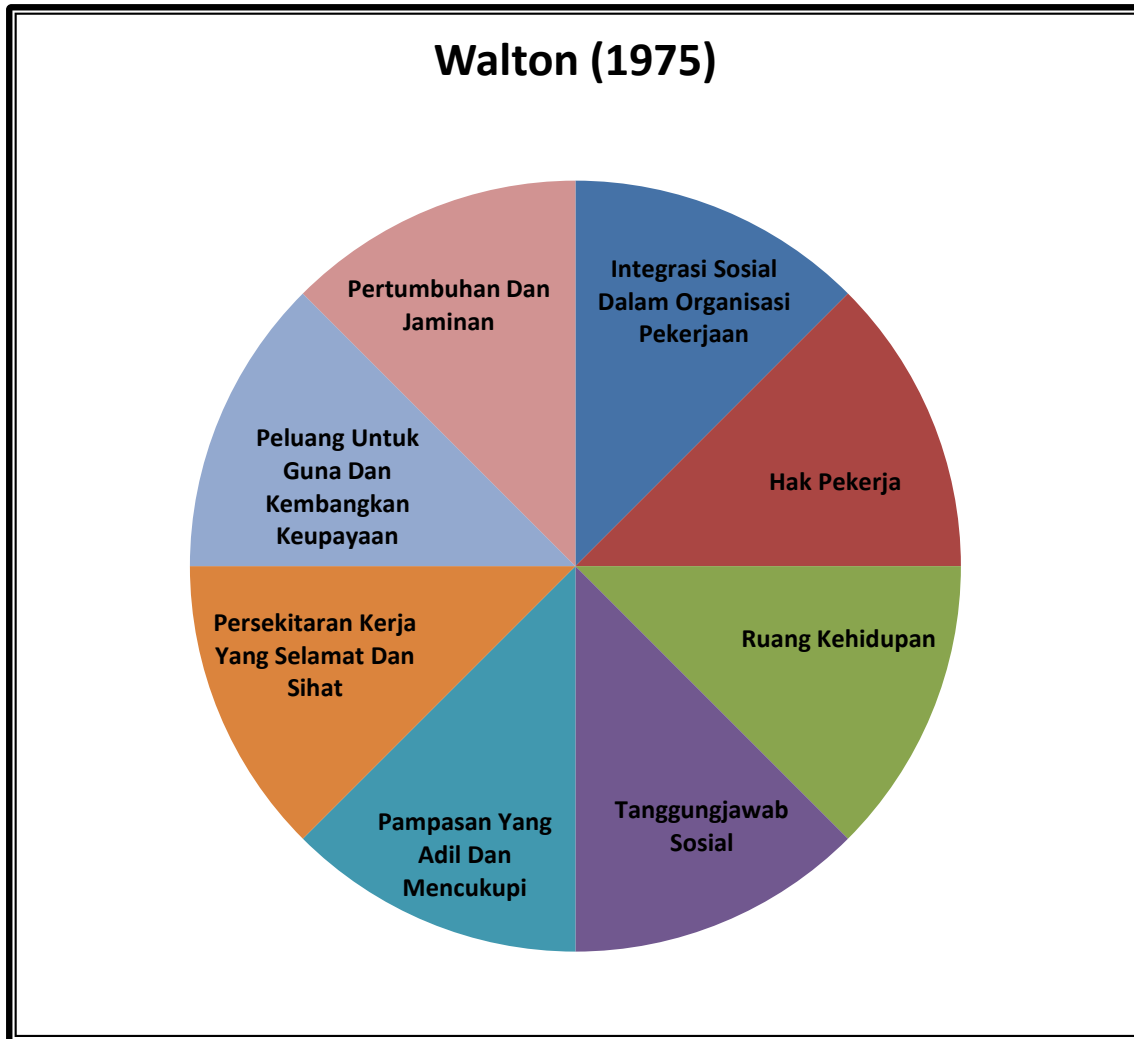 Walton (1975)
Integrasi Sosial
Dalam Organisasi
Pekerjaan
Hak Pekerja
Ruang Kehidupan
Tanggungjawab
Sosial
Pampasan Yang
Adil Dan
Mencukupi
Persekitaran Kerja
Yang Selamat Dan
Sihat
Peluang Untuk
Guna Dan
Kembangkan
Keupayaan
Pertumbuhan Dan
Jaminan